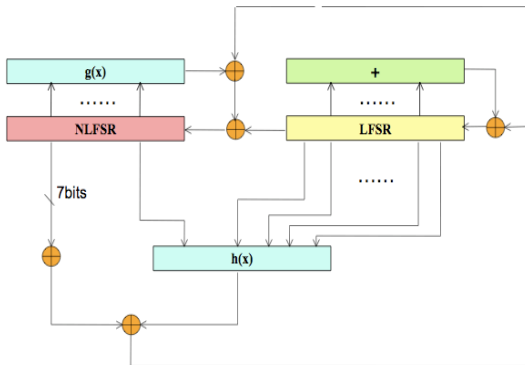 g(x)
+
......
......
NLFSR
LFSR
7bits
......
h(x)